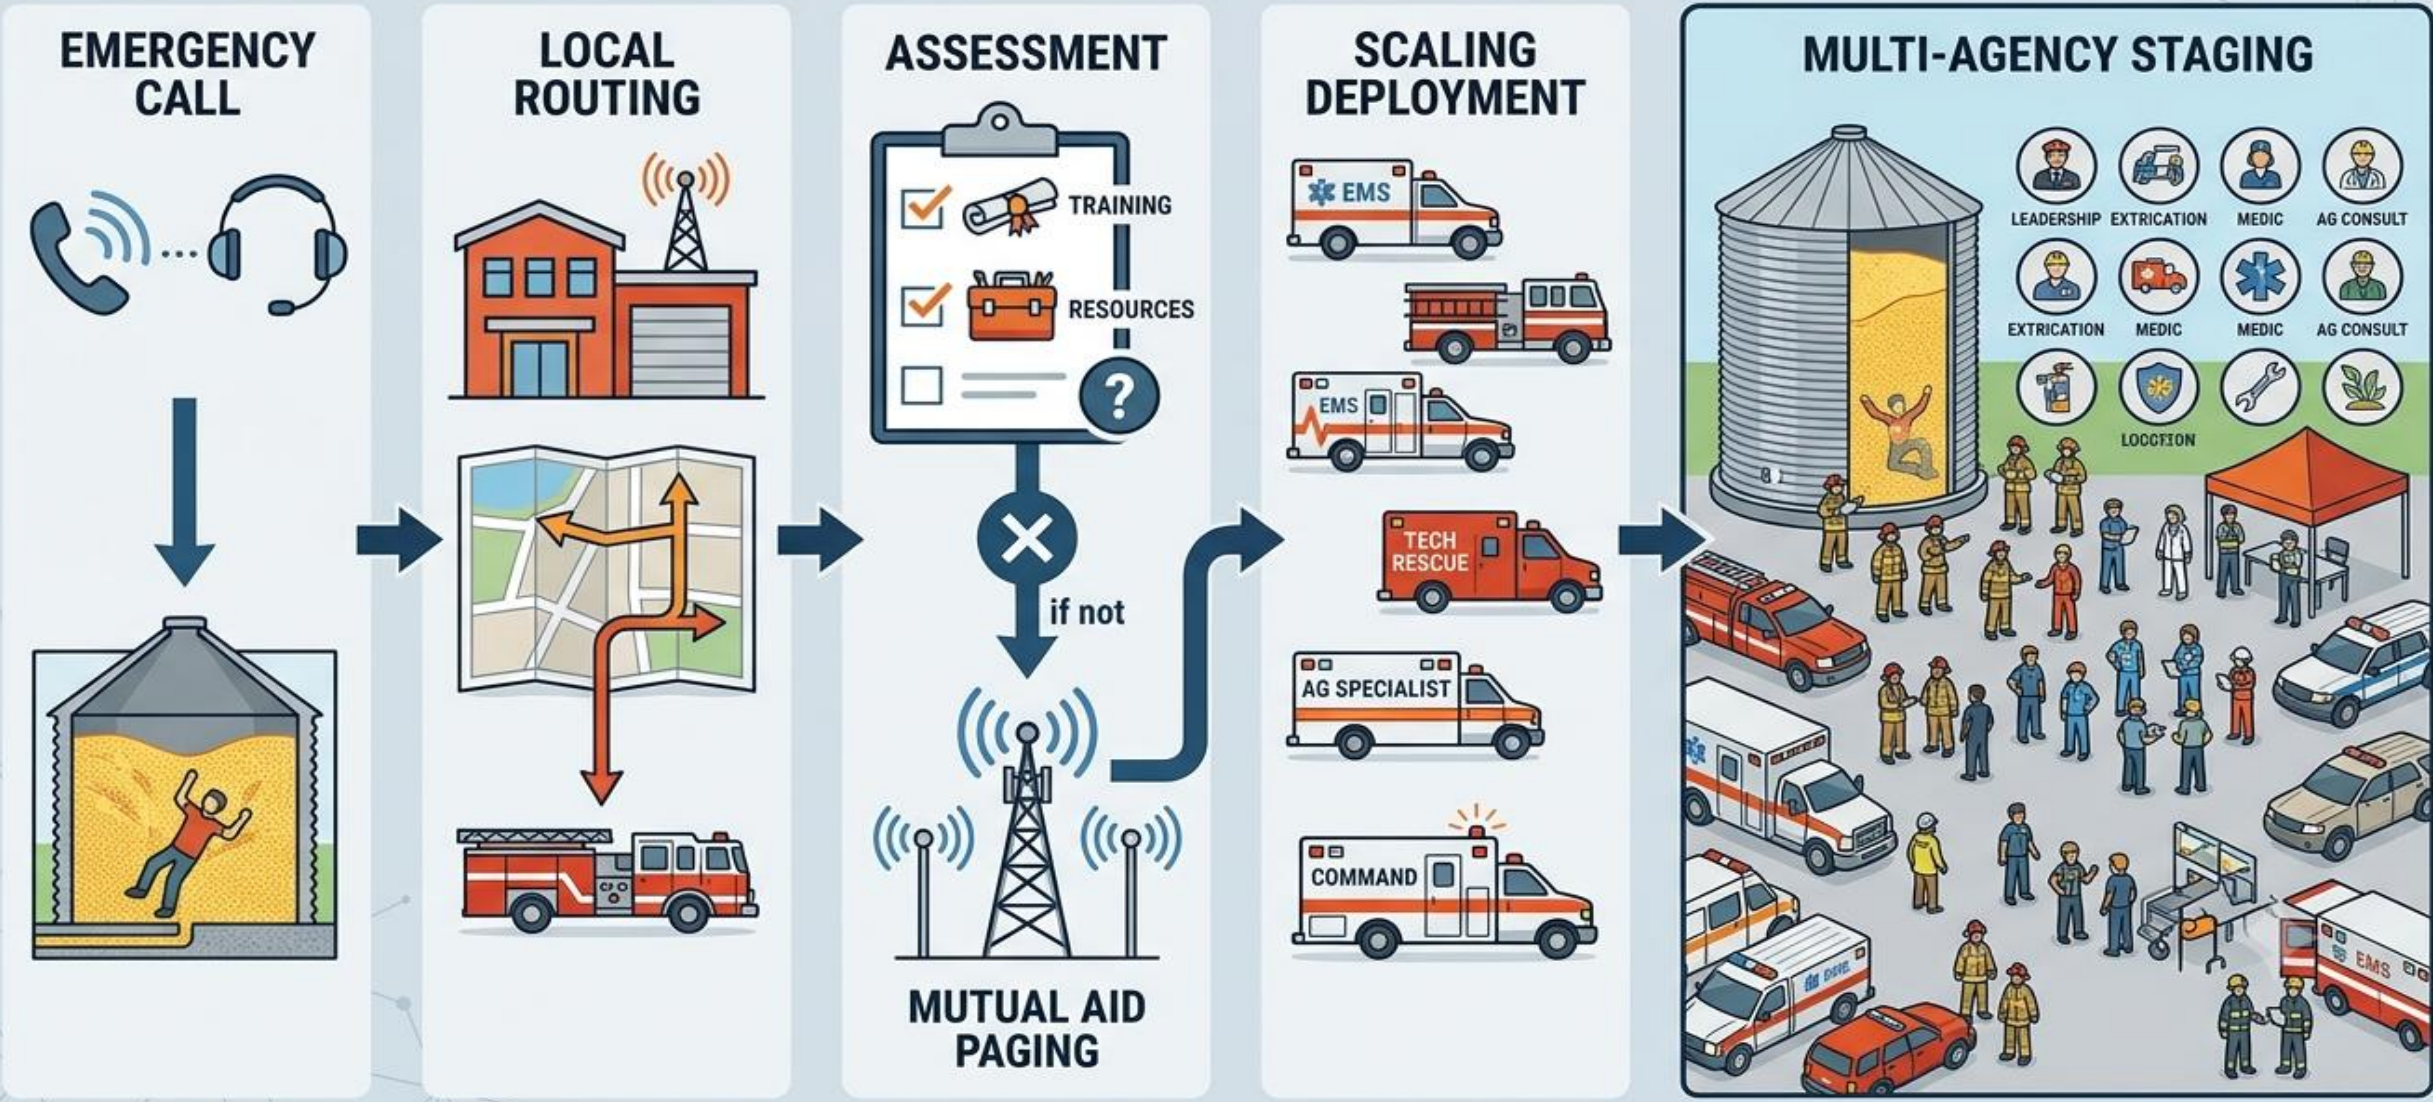 EMERGENCY
CALL
LOCAL
ROUTING
ASSESSMENT
TRAINING
RESOURCES
?
if not
MUTUAL AID
PAGING
SCALING
DEPLOYMENT
EMS
EMS
TECH
RESCUE
AG SPECIALIST
COMMAND
MULTI-AGENCY STAGING
LEADERSHIP EXTRICATION MEDIC AG CONSULT
EXTRICATION MEDIC MEDIC AG CONSULT
EMS